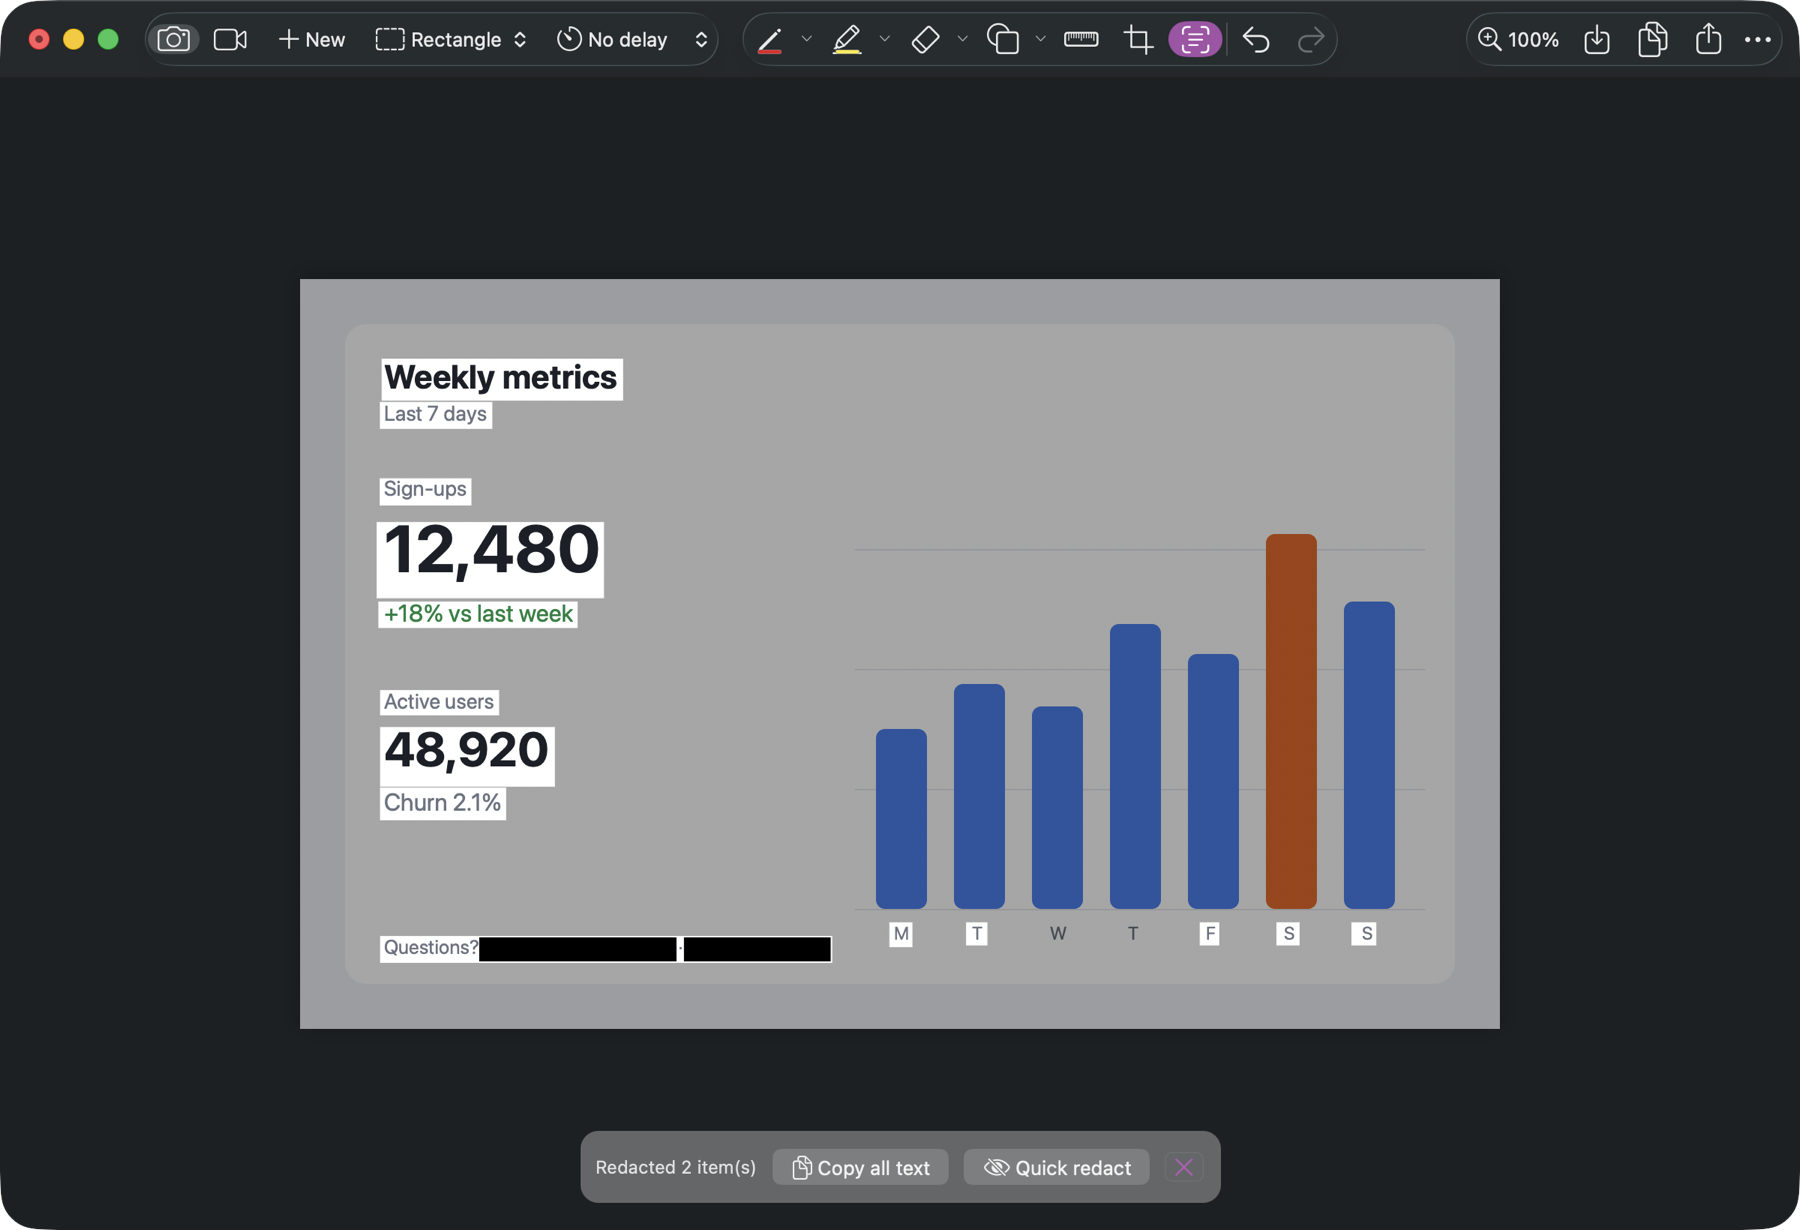 New
Rectangle
No delay
100%
Weekly metrics
Last 7 days
Sign-ups
12,480
+18% vs last week
Active users
48,920
Churn 2.1%
Questions? ·
M T W T F S S
Redacted 2 item(s)
Copy all text
Quick redact